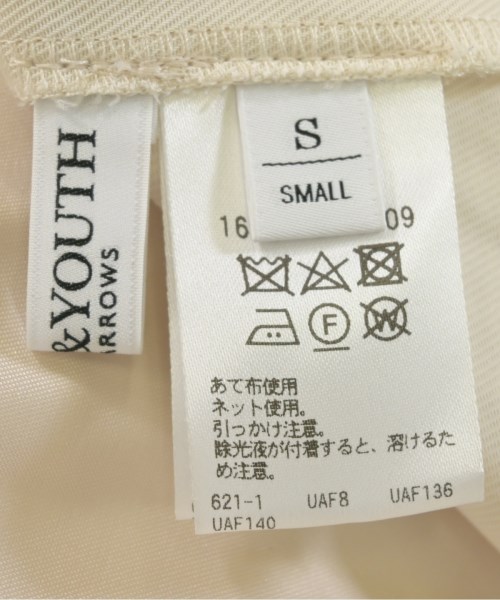 &YOUTH
ARROWS
S
SMALL
16
09
F
W
あて布使用
ネット使用。
引っかけ注意。
除光液が付着すると、溶けるた
め注意。
621-1 UAF8 UAF136
UAF140